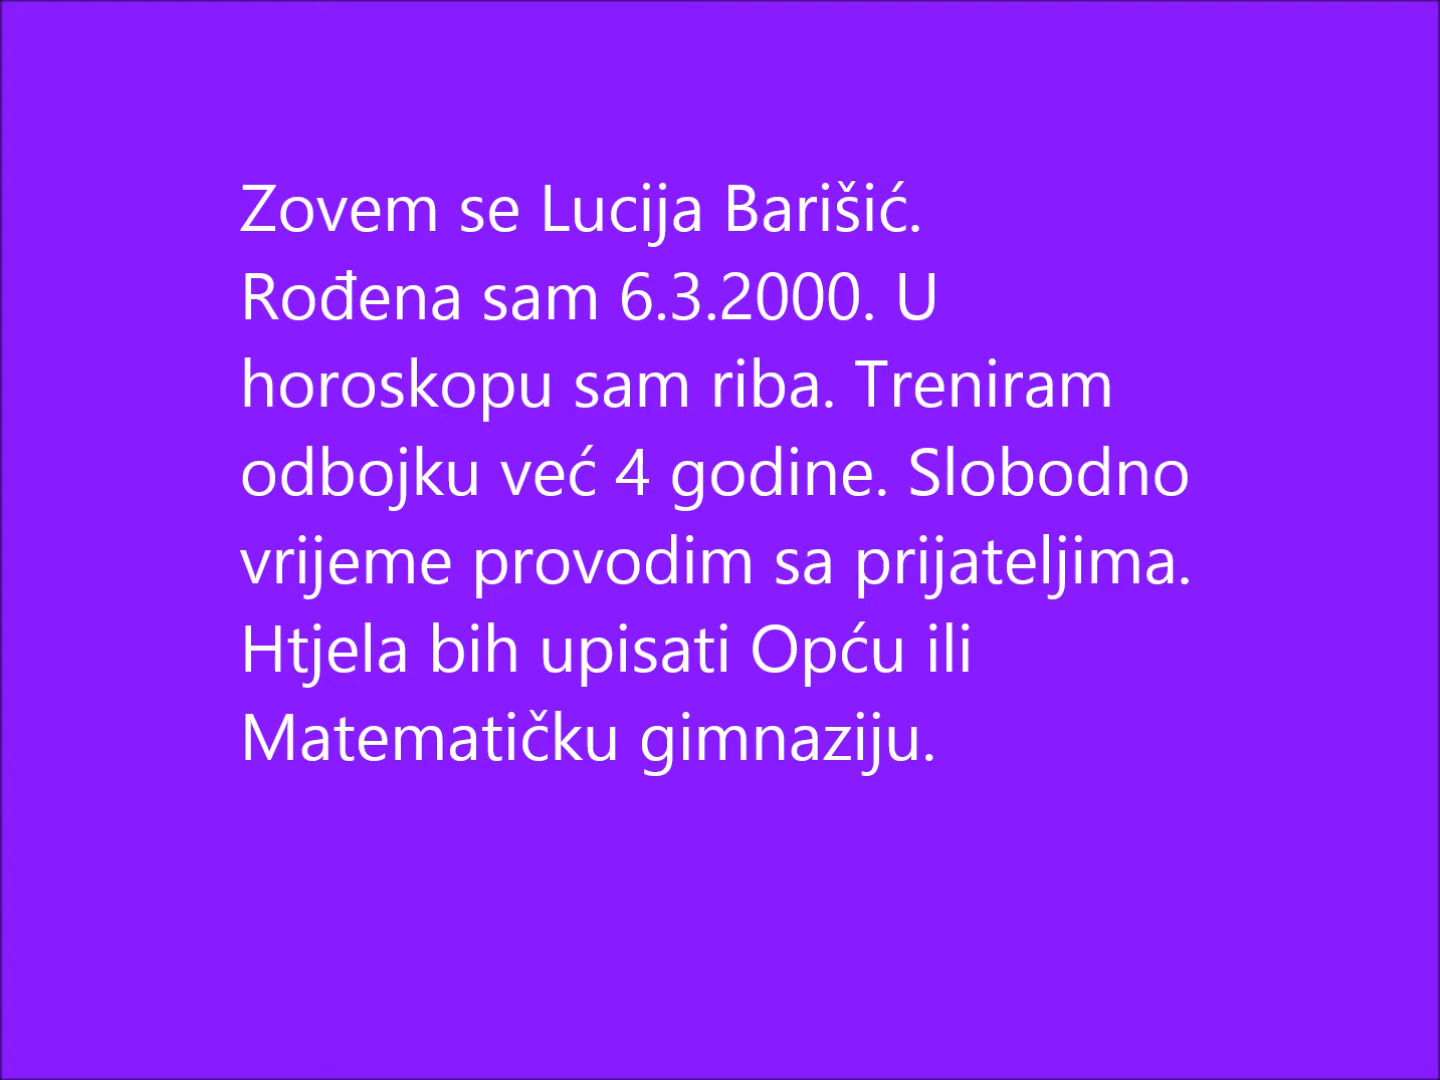 Zovem se Lucija Barišić.
Rođena sam 6.3.2000. U
horoskopu sam riba. Treniram
odbojku već 4 godine. Slobodno
vrijeme provodim sa prijateljima.
Htjela bih upisati Opću ili
Matematičku gimnaziju.